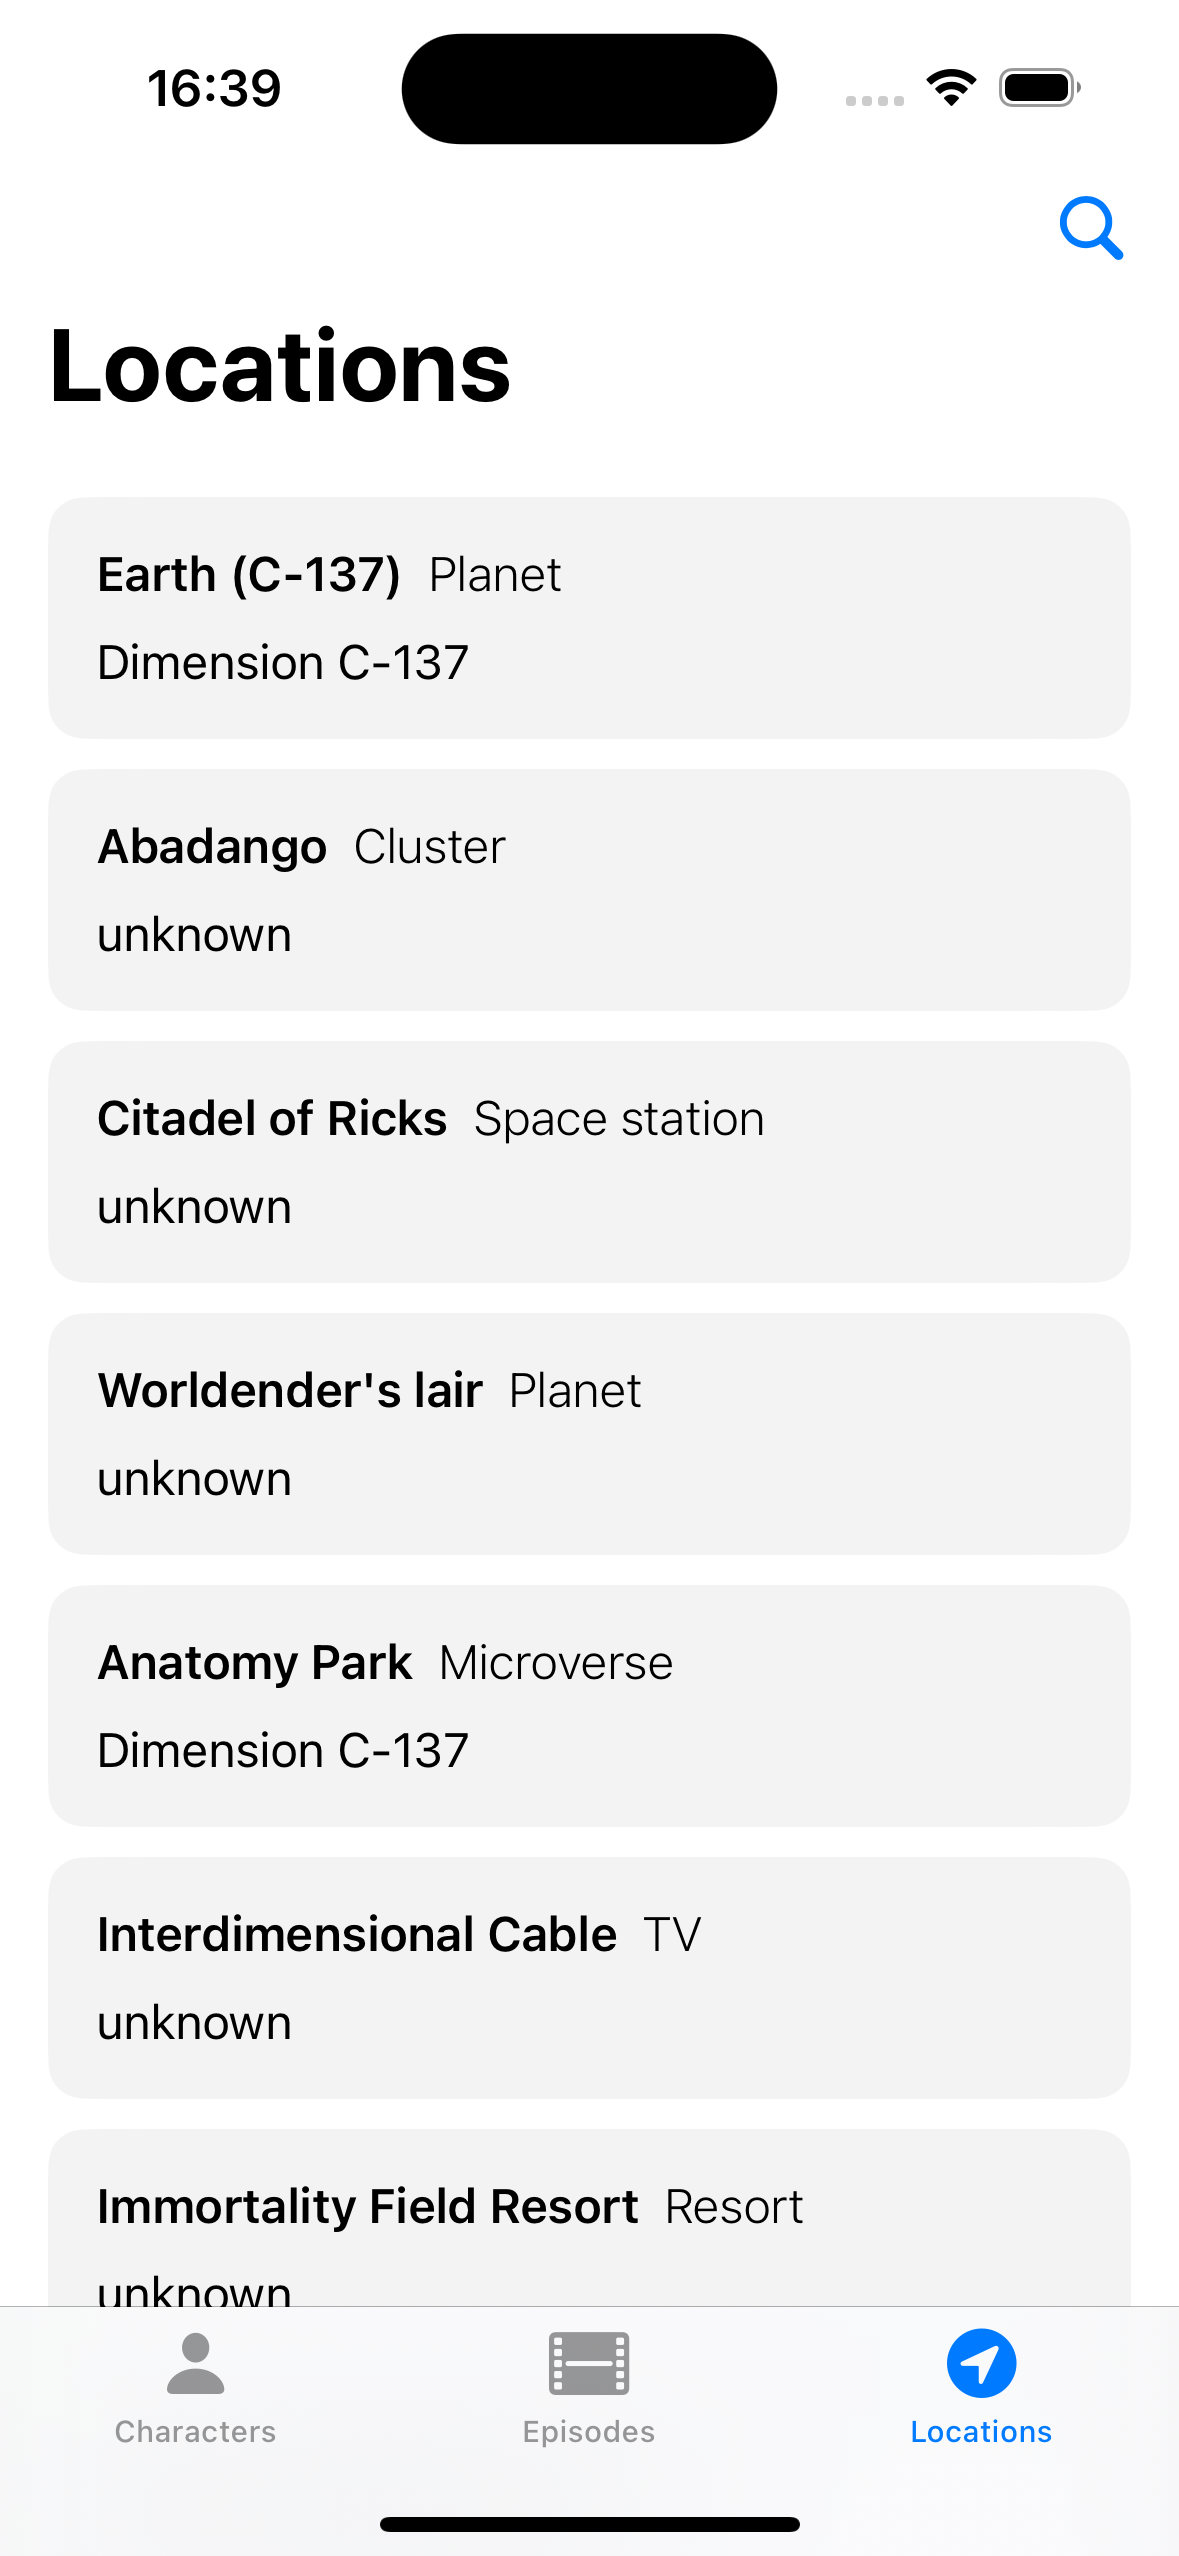 16:39
Locations
Earth (C-137) Planet
Dimension C-137
Abadango Cluster
unknown
Citadel of Ricks Space station
unknown
Worldender's lair Planet
unknown
Anatomy Park Microverse
Dimension C-137
Interdimensional Cable TV
unknown
Immortality Field Resort Resort
unknown
Characters Episodes Locations